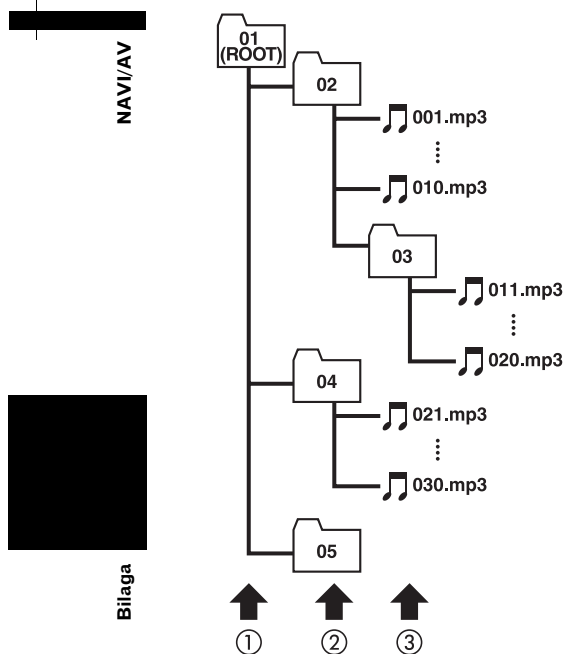 NAVI/AV
01
(ROOT)
02
001.mp3
010.mp3
03
011.mp3
020.mp3
04
021.mp3
030.mp3
05
Bilaga
① ② ③